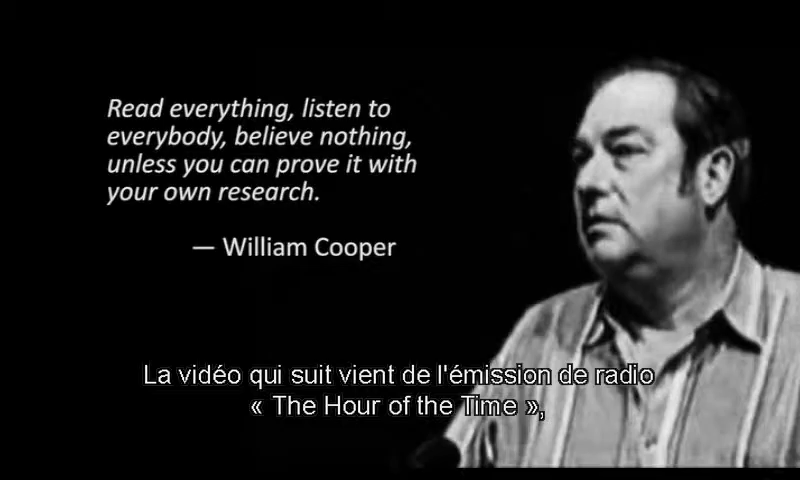 Read everything, listen to
everybody, believe nothing,
unless you can prove it with
your own research.
— William Cooper
La vidéo qui suit vient de l'émission de radio
« The Hour of the Time »,